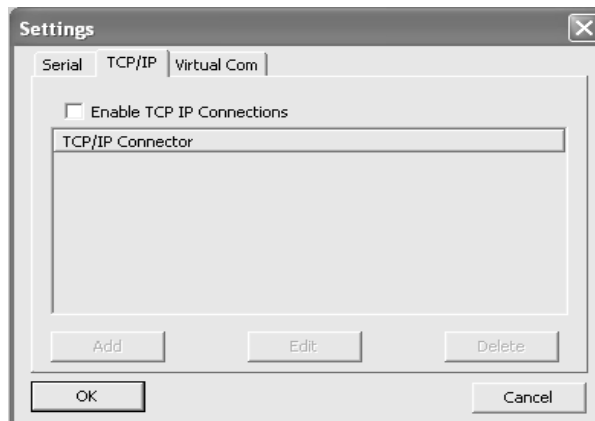 Settings
Serial TCP/IP Virtual Com
Enable TCP IP Connections
TCP/IP Connector
Add Edit Delete
OK Cancel